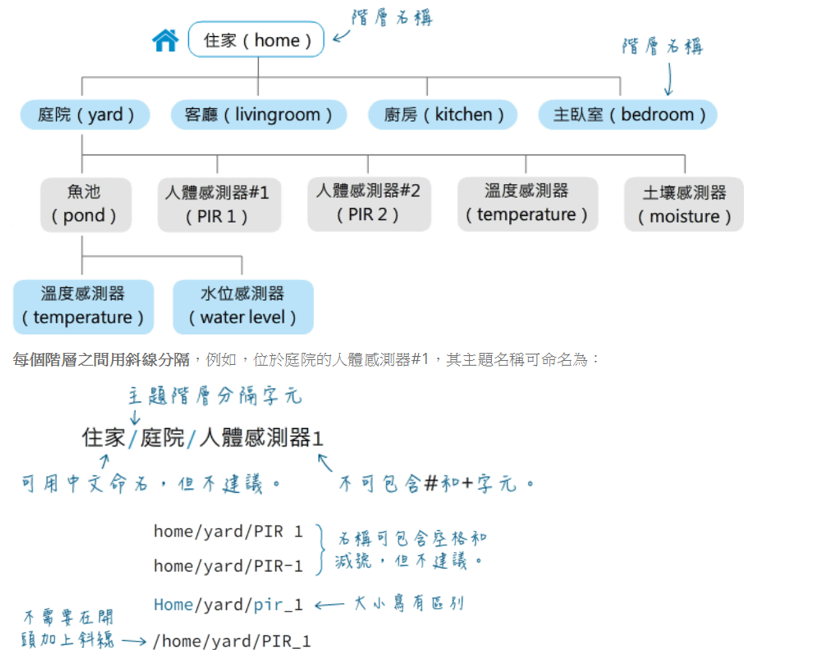 階層名稱
住家（home）
階層名稱
庭院（yard）
客廳（livingroom）
廚房（kitchen）
主臥室（bedroom）
魚池
（pond）
人體感測器#1
（PIR 1）
人體感測器#2
（PIR 2）
溫度感測器
（temperature）
土壤感測器
（moisture）
溫度感測器
（temperature）
水位感測器
（water level）
每個階層之間用斜線分隔，例如，位於庭院的人體感測器#1，其主題名稱可命名為：
主題階層分隔字元
住家/庭院/人體感測器1
可用中文命名，但不建議。
不可包含#和+字元。
home/yard/PIR 1
home/yard/PIR-1
名稱可包含空格和
減號，但不建議。
Home/yard/pir_1
大小寫有區別
不需要在開
頭加上斜線
/home/yard/PIR_1